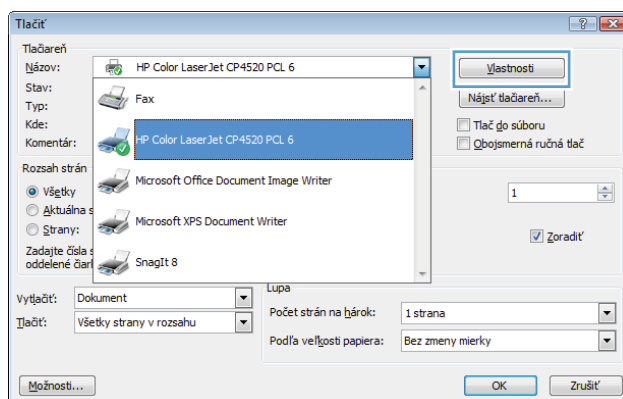 Tlačiť
Tlačiareň
Názov: HP Color LaserJet CP4520 PCL 6
Vlastnosti
Stav:
Fax
Nájsť tlačiareň...
Typ:
Kde:
HP Color LaserJet CP4520 PCL 6
Tlač do súboru
Komentár:
Obojsmerná ručná tlač
Rozsah strán
Microsoft Office Document Image Writer
Všetky
1
Aktuálna s
Microsoft XPS Document Writer
Strany:
Zoradiť
Zadajte čísla s
oddelené čiar
SnagIt 8
Vytlačiť: Dokument
Lupa
Tlačiť: Všetky strany v rozsahu
Počet strán na hárok: 1 strana
Podľa veľkosti papiera: Bez zmeny mierky
Možnosti...
OK
Zrušiť